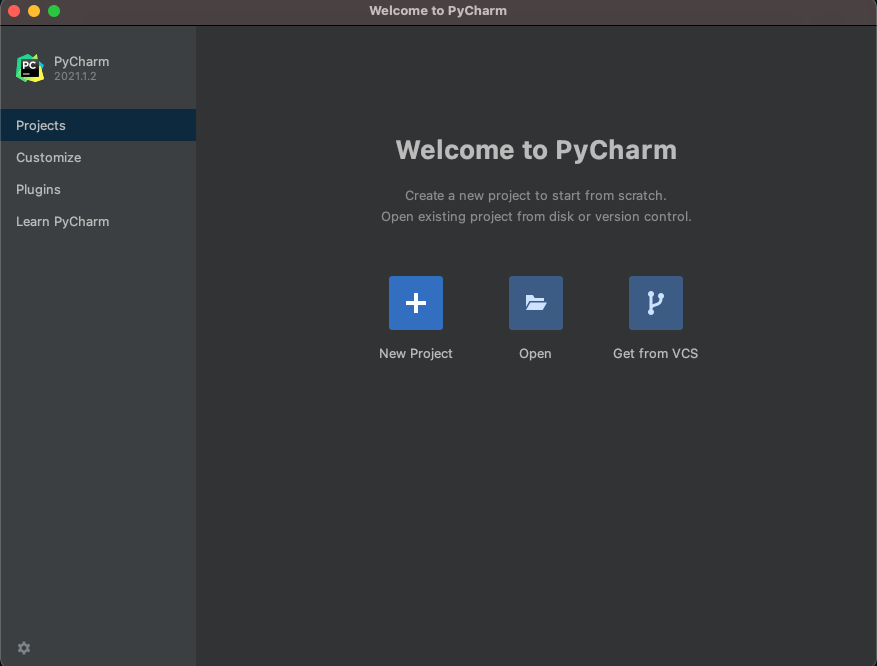 Welcome to PyCharm
PC
PyCharm
2021.1.2
Projects
Customize
Plugins
Learn PyCharm
Welcome to PyCharm
Create a new project to start from scratch.
Open existing project from disk or version control.
New Project
Open
Get from VCS